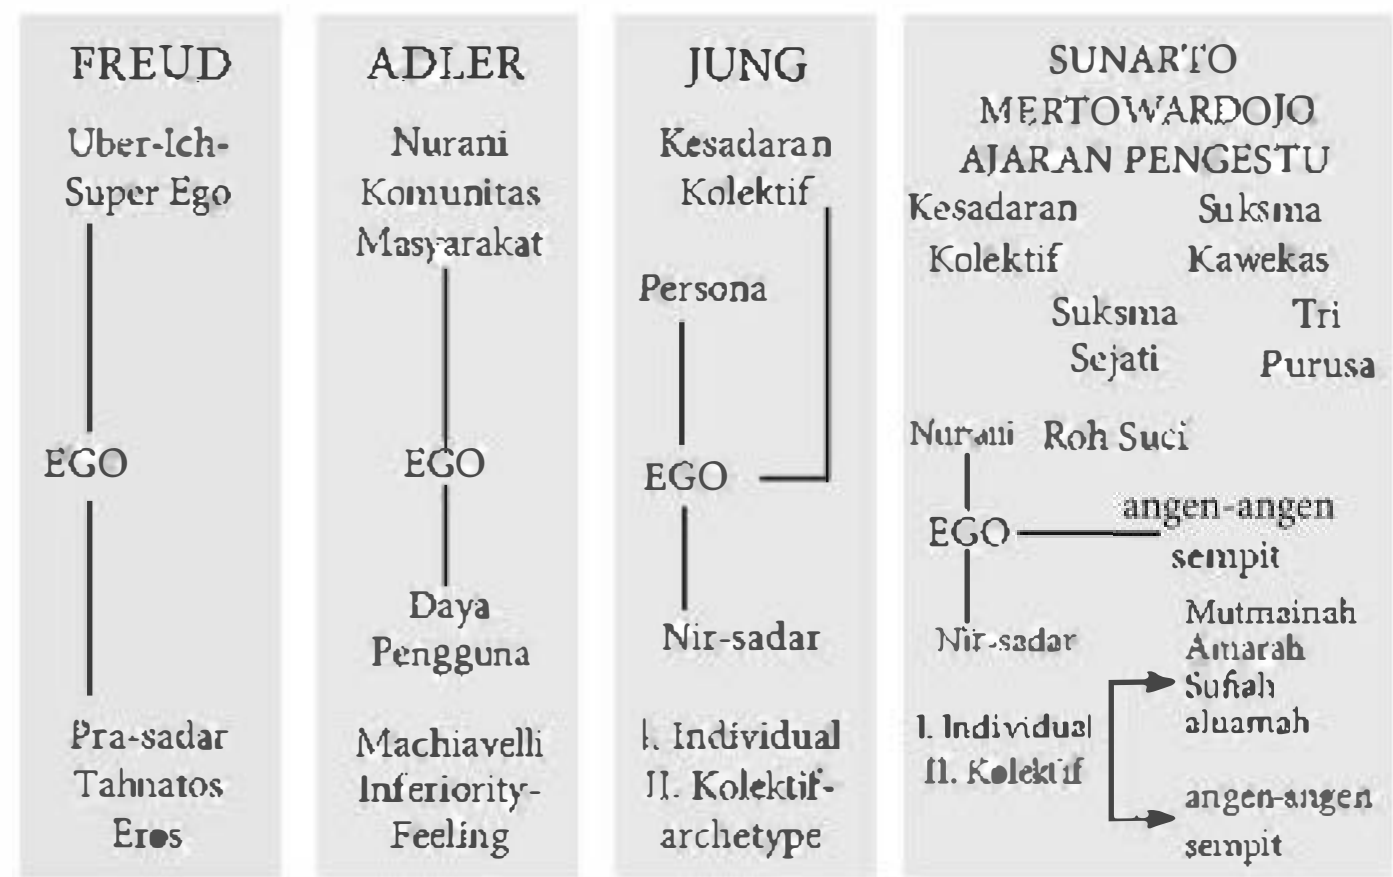 FREUD
Uber-Ich-
Super Ego
EGO
Pra-sadar
Tahnatos
Eros
ADLER
Nurani
Komunitas
Masyarakat
EGO
Daya
Pengguna
Machiavelli
Inferiority-
Feeling
JUNG
Kesadaran
Kolektif
Persona
EGO
Nir-sadar
I. Individual
II. Kolektif-
archetype
SUNARTO
MERTOWARDOJO
AJARAN PENGESTU
Kesadaran Suksma
Kolektif Kawekas
Suksma Tri
Sejati Purusa
Nurani Roh Suci
angen-angen
EGO
sempit
Mutmainah
Nir-sadar
Amarah
Sufiah
I. Individual aluamah
II. Kolektif
angen-angen
sempit